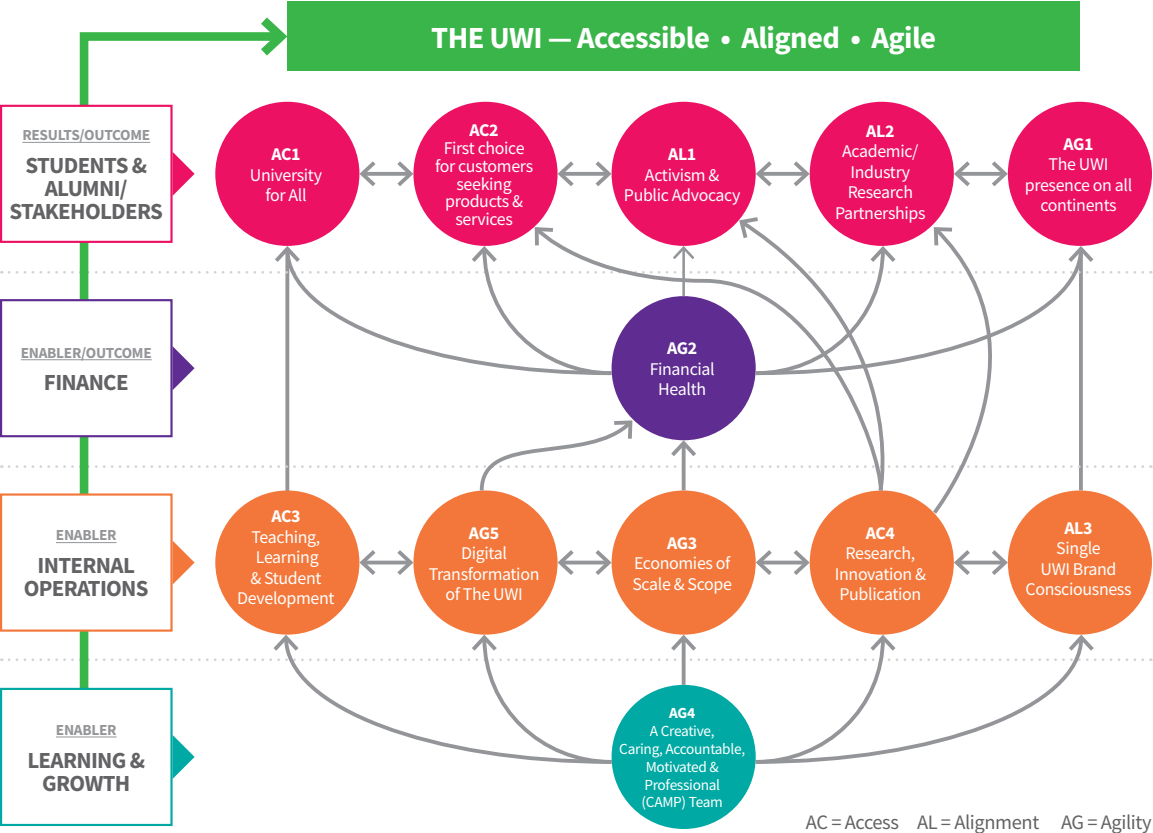 THE UWI — Accessible • Aligned • Agile
RESULTS/OUTCOME
STUDENTS &
ALUMNI/
STAKEHOLDERS
AC1
University
for All
AC2
First choice
for customers
seeking
products &
services
AL1
Activism &
Public Advocacy
AL2
Academic/
Industry
Research
Partnerships
AG1
The UWI
presence on all
continents
ENABLER/OUTCOME
FINANCE
AG2
Financial
Health
ENABLER
INTERNAL
OPERATIONS
AC3
Teaching,
Learning
& Student
Development
AG5
Digital
Transformation
of The UWI
AG3
Economies of
Scale & Scope
AC4
Research,
Innovation &
Publication
AL3
Single
UWI Brand
Consciousness
ENABLER
LEARNING &
GROWTH
AG4
A Creative,
Caring, Accountable,
Motivated &
Professional
(CAMP) Team
AC = Access AL = Alignment AG = Agility